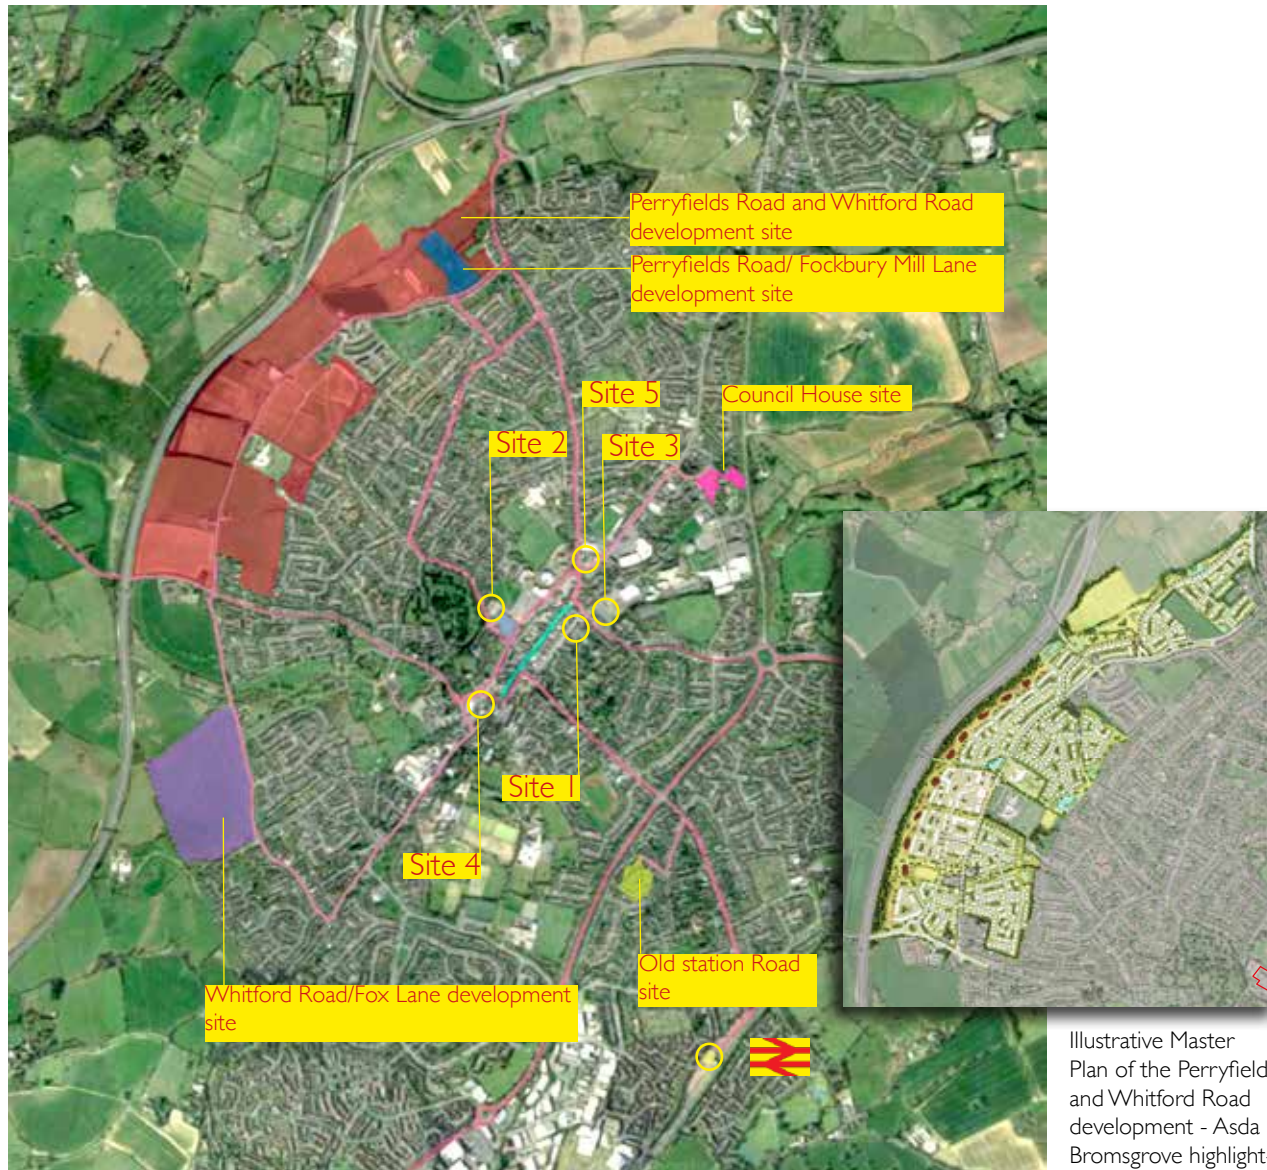 Perryfields Road and Whitford Road
development site
Perryfields Road/ Fockbury Mill Lane
development site
Site 5
Council House site
Site 2
Site 3
Site 1
Site 4
Old station Road
site
Whitford Road/Fox Lane development
site
Illustrative Master
Plan of the Perryfield
and Whitford Road
development - Asda
Bromsgrove highlight